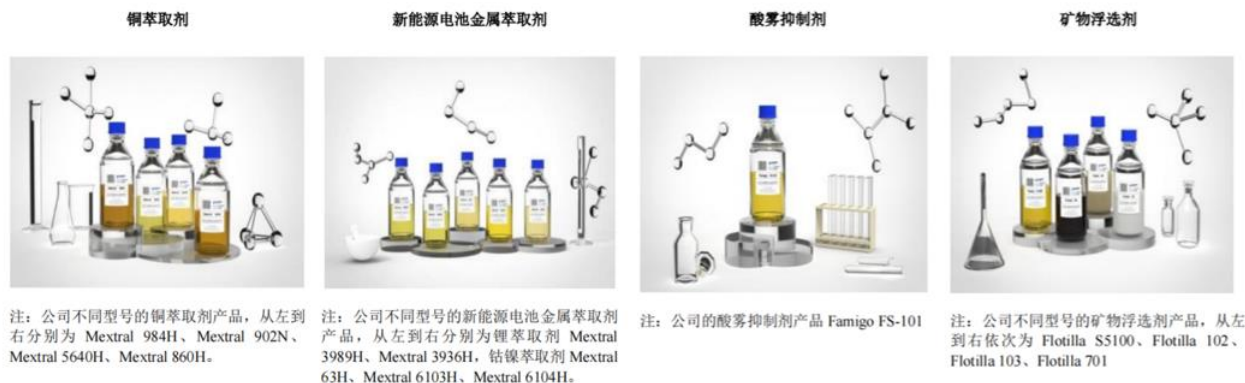 铜萃取剂
新能源电池金属萃取剂
酸雾抑制剂
矿物浮选剂
注：公司不同型号的铜萃取剂产品，从左到
右分别为 Mextral 984H、Mextral 902N、
Mextral 5640H、Mextral 860H。
注：公司不同型号的新能源电池金属萃取剂
产品，从左到右分别为锂萃取剂 Mextral
3989H、Mextral 3936H，钴镍萃取剂 Mextral
63H、Mextral 6103H、Mextral 6104H。
注：公司的酸雾抑制剂产品 Famigo FS-101
注：公司不同型号的矿物浮选剂产品，从左
到右依次为 Flotilla S5100、Flotilla 102、
Flotilla 103、Flotilla 701